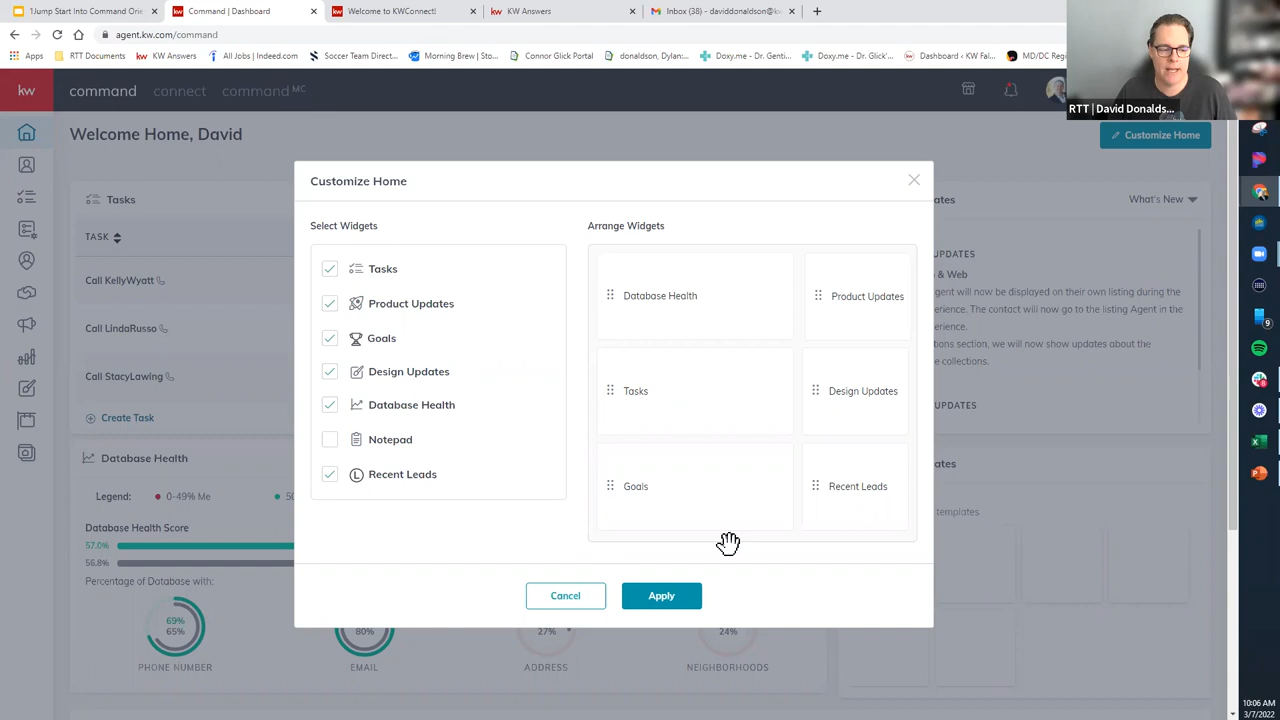 1Jump Start Into Command Orie
Command | Dashboard
Welcome to KWConnect!
KW Answers
Inbox (38) - daviddonaldson@kw
agent.kw.com/command
Apps
RTT Documents
KW Answers
All Jobs | Indeed.com
Soccer Team Direct...
Morning Brew | Sto...
Connor Glick Portal
donaldson, Dylan:...
Doxy.me - Dr. Genti...
Doxy.me - Dr. Glick'...
Dashboard ‹ KW Fal...
MD/DC Reg
RTT | David Donalds...
kw
command
connect
command MC
Welcome Home, David
Customize Home
Tasks
TASK
Call KellyWyatt
Call LindaRusso
Call StacyLawing
Create Task
Database Health
Legend:
0-49% Me
50
Database Health Score
57.0%
56.8%
Percentage of Database with:
69%
65%
PHONE NUMBER
80%
EMAIL
27%
ADDRESS
24%
NEIGHBORHOODS
Customize Home
Select Widgets
Tasks
Product Updates
Goals
Design Updates
Database Health
Notepad
Recent Leads
Arrange Widgets
Database Health
Product Updates
Tasks
Design Updates
Goals
Recent Leads
Cancel
Apply
ates
What's New
UPDATES
& Web
gent will now be displayed on their own listing during the
erience. The contact will now go to the listing Agent in the
erience.
ctions section, we will now show updates about the
e collections.
UPDATES
ates
templates
9
10:06 AM
3/7/2022